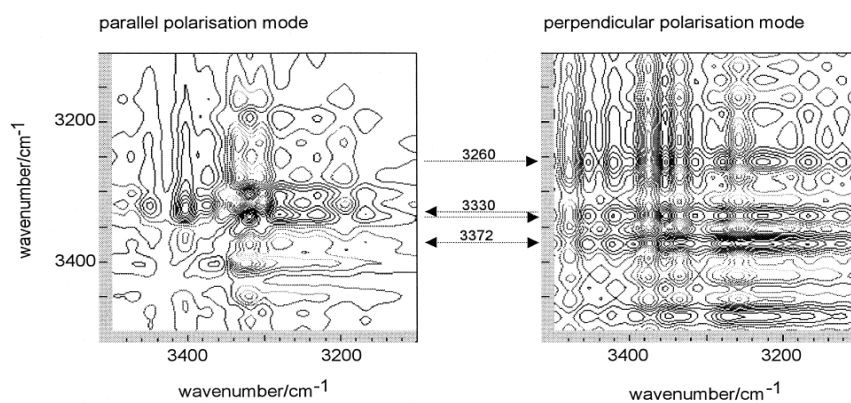 parallel polarisation mode
perpendicular polarisation mode
wavenumber/cm-1
3200
3400
3400
3200
wavenumber/cm-1
3260
3330
3372
3400
3200
wavenumber/cm-1